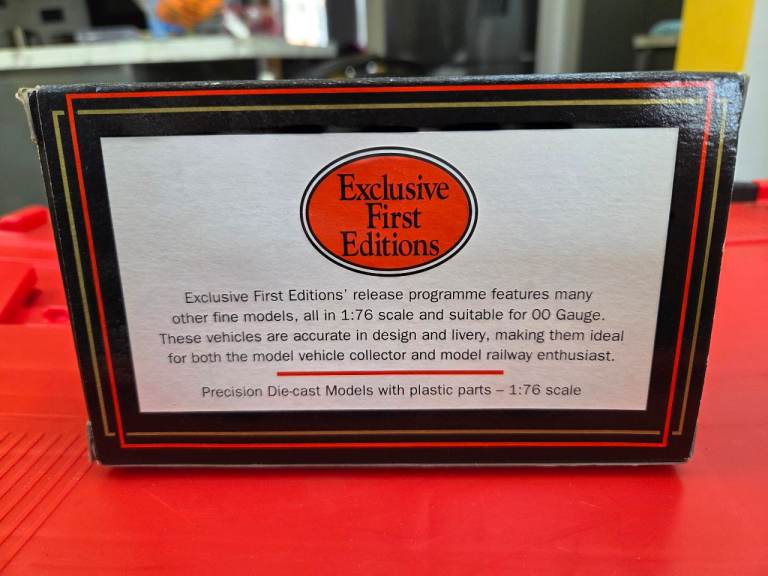 Exclusive
First
Editions
Exclusive First Editions' release programme features many
other fine models, all in 1:76 scale and suitable for 00 Gauge.
These vehicles are accurate in design and livery, making them ideal
for both the model vehicle collector and model railway enthusiast.
Precision Die-cast Models with plastic parts – 1:76 scale